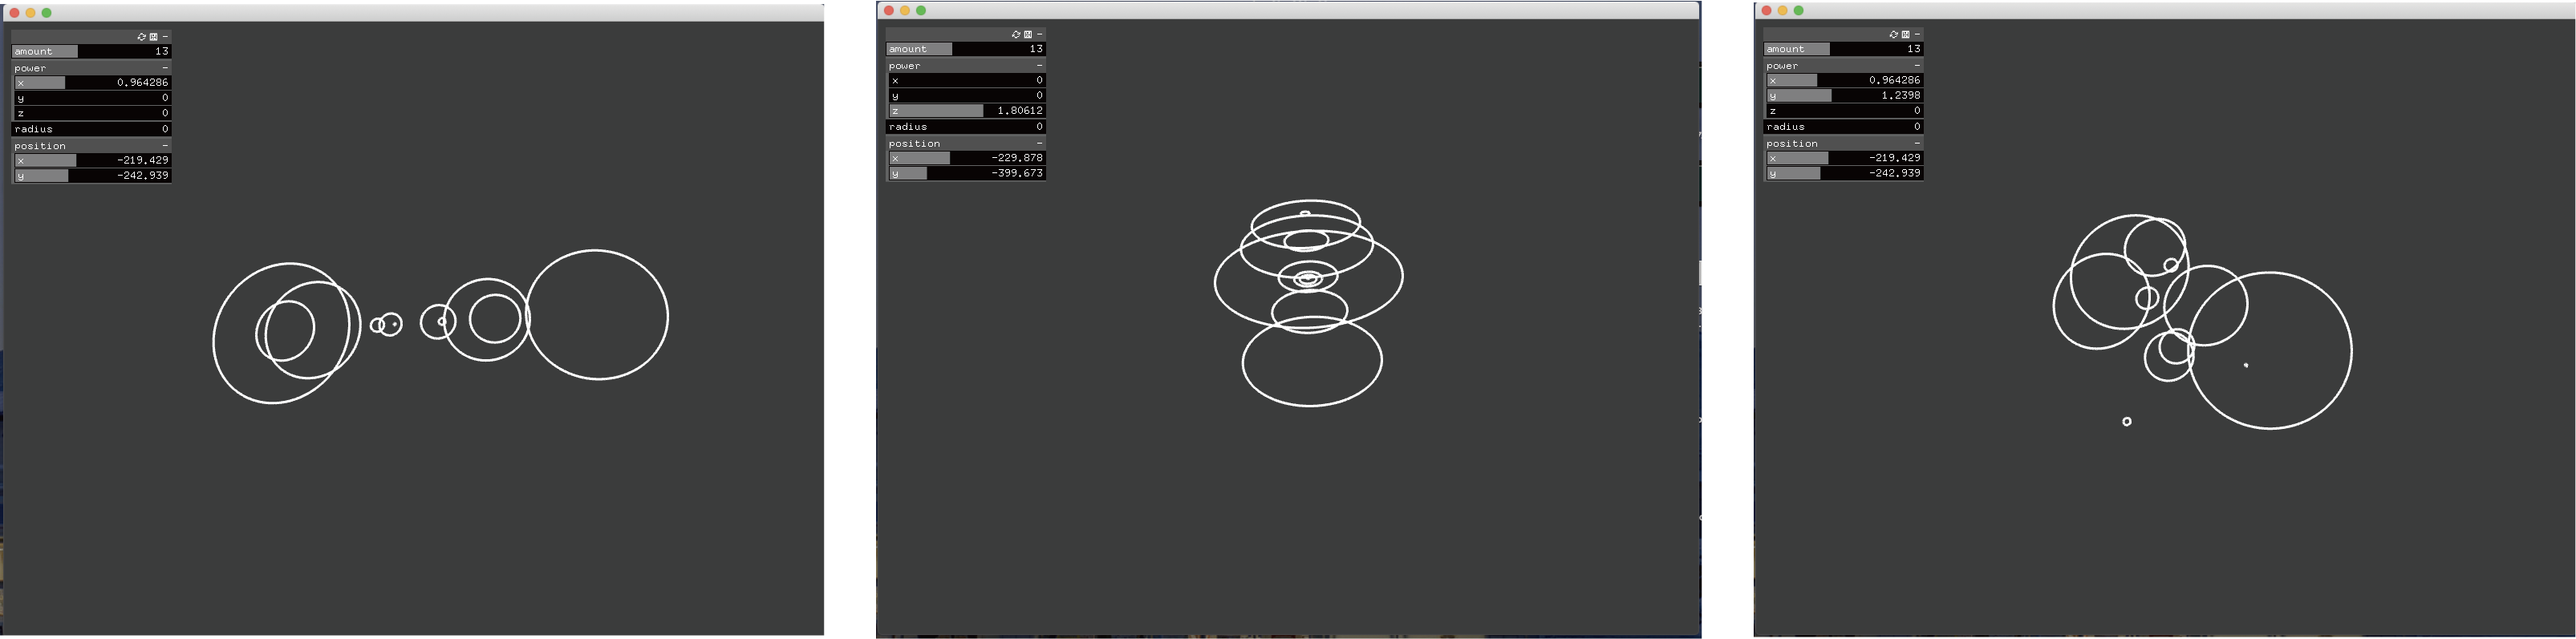 amount 13
power -
x 0.964286
y 0
z 0
radius 0
position -
x -219.429
y -242.939
amount 13
power -
x 0
y 0
z 1.80612
radius 0
position -
x -229.878
y -399.673
amount 13
power -
x 0.964286
y 1.2398
z 0
radius 0
position -
x -219.429
y -242.939